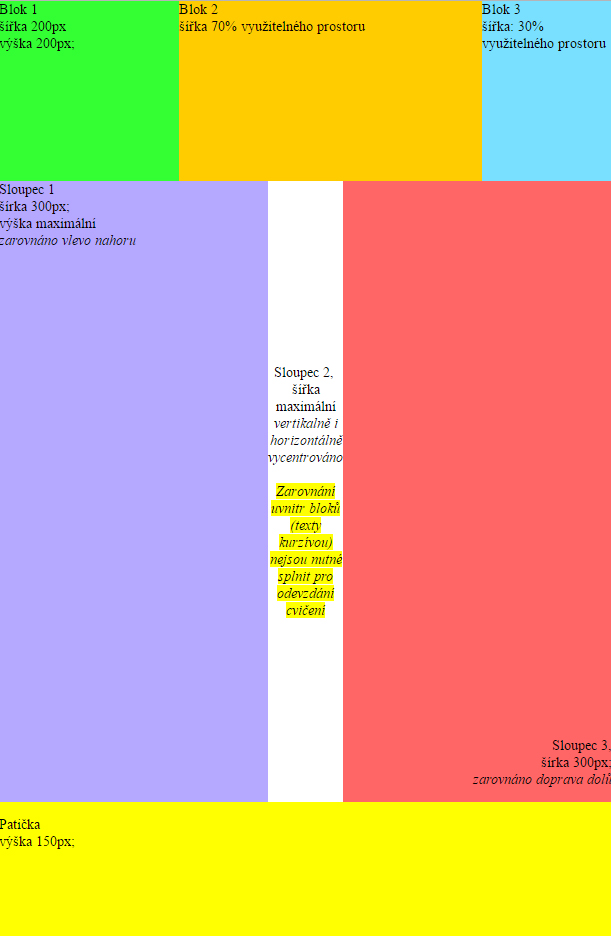 Blok 1
šířka 200px
výška 200px;
Blok 2
šířka 70% využitelného prostoru
Blok 3
šířka: 30%
využitelného prostoru
Sloupec 1
šírka 300px;
výška maximální
zarovnáno vlevo nahoru
Sloupec 2,
šířka
maximální
vertikalně i
horizontálně
vycentrováno
Zarovnání
uvnitr bloků
(texty
kurzívou)
nejsou nutné
splnit pro
odevzdání
cvičení
Sloupec 3,
šírka 300px;
zarovnáno doprava dolů
Patička
výška 150px;